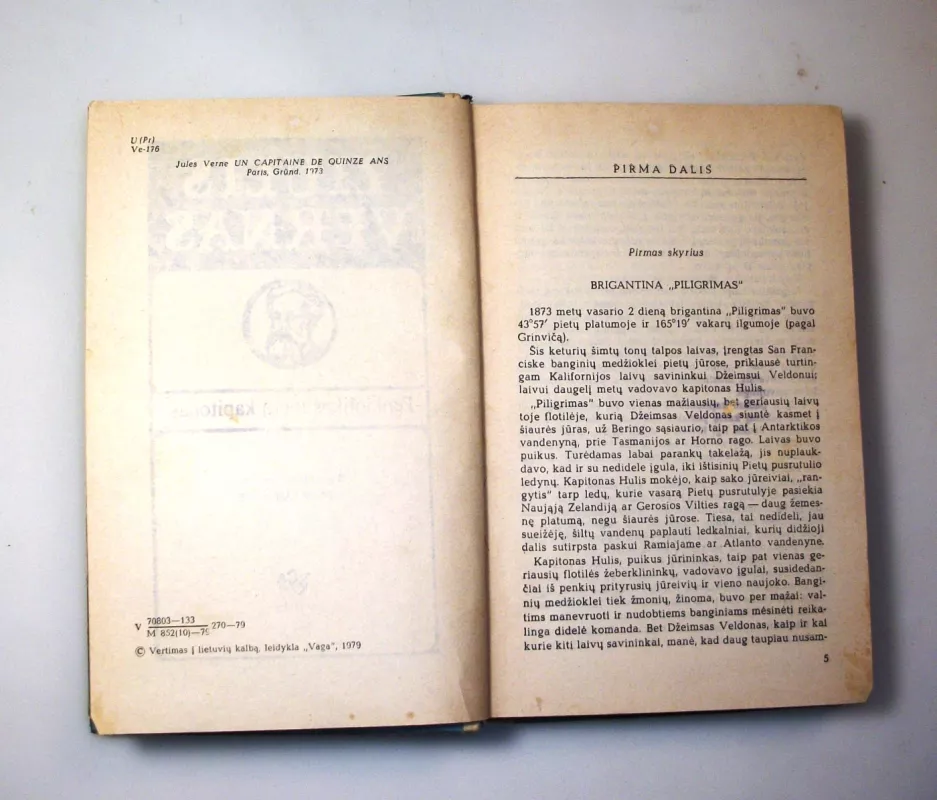 U(Pr)
Ve-176
Jules Verne UN CAPITAINE DE QUINZE ANS
Paris, Gründ. 1973
V 70803—133
M 852(10)—79 270—79
© Vertimas į lietuvių kalbą, leidykla „Vaga", 1979
PIRMA DALIS
Pirmas skyrius
BRIGANTINA „PILIGRIMAS"
1873 metų vasario 2 dieną brigantina „Piligrimas" buvo
43°57′ pietų platumoje ir 165°19′ vakarų ilgumoje (pagal
Grinvičą).
Šis keturių šimtų tonų talpos laivas, įrengtas San Fran-
ciske banginių medžioklei pietų jūrose, priklausė turtin-
gam Kalifornijos laivų savininkui Džeimsui Veldonui;
laivui daugelį metų vadovavo kapitonas Hulis.
„Piligrimas" buvo vienas mažiausių, bet geriausių laivų
toje flotilėje, kurią Džeimsas Veldonas siuntė kasmet į
šiaurės jūras, už Beringo sąsiaurio, taip pat į Antarktikos
vandenyną, prie Tasmanijos ar Horno rago. Laivas buvo
puikus. Turėdamas labai parankų takelažą, jis nuplauk-
davo, kad ir su nedidele įgula, iki ištisinių Pietų pusrutulio
ledynų. Kapitonas Hulis mokėjo, kaip sako jūreiviai, „ran-
gytis" tarp ledų, kurie vasarą Pietų pusrutulyje pasiekia
Naująją Zelandiją ar Gerosios Vilties ragą — daug žemes-
nę platumą, negu šiaurės jūrose. Tiesa, tai nedideli, jau
sueižėję, šiltų vandenų paplauti ledkalniai, kurių didžioji
dalis sutirpsta paskui Ramiajame ar Atlanto vandenyne.
Kapitonas Hulis, puikus jūrininkas, taip pat vienas ge-
riausių flotilės žeberklininkų, vadovavo įgulai, susidedan-
čiai iš penkių prityrusių jūreivių ir vieno naujoko. Bangi-
nių medžioklei tiek žmonių, žinoma, buvo per mažai: val-
tims manevruoti ir nudobtiems banginiams mėsinėti reika-
linga didelė komanda. Bet Džeimsas Veldonas, kaip ir kai
kurie kiti laivų savininkai, manė, kad daug taupiau nusam-
5